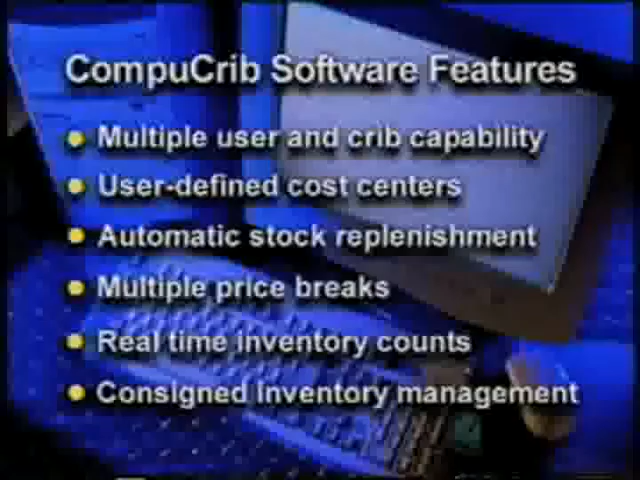 CompuCrib Software Features
Multiple user and crib capability
User-defined cost centers
Automatic stock replenishment
Multiple price breaks
Real time inventory counts
Consigned inventory management